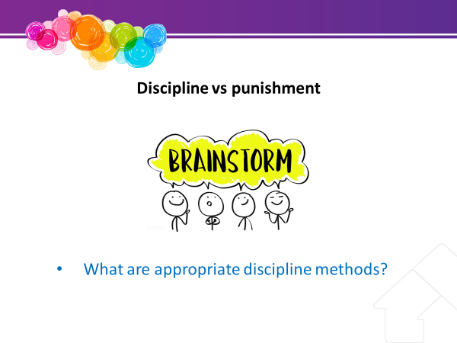 Discipline vs punishment
BRAINSTORM
• What are appropriate discipline methods?